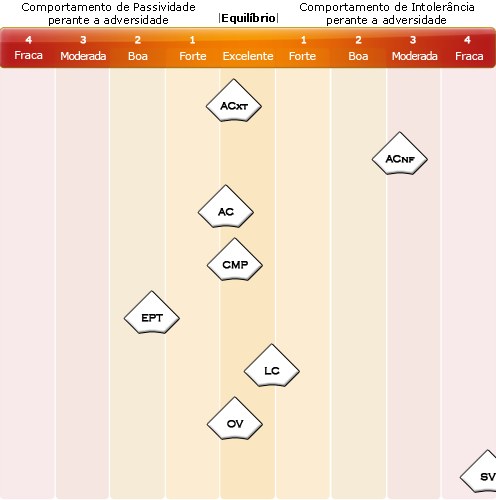 Comportamento de Passividade
perante a adversidade
|Equilíbrio|
Comportamento de Intolerância
perante a adversidade
4 3 2 1 1 2 3 4
Fraca Moderada Boa Forte Excelente Forte Boa Moderada Fraca
ACXT
ACNF
AC
CMP
EPT
LC
OV
SV